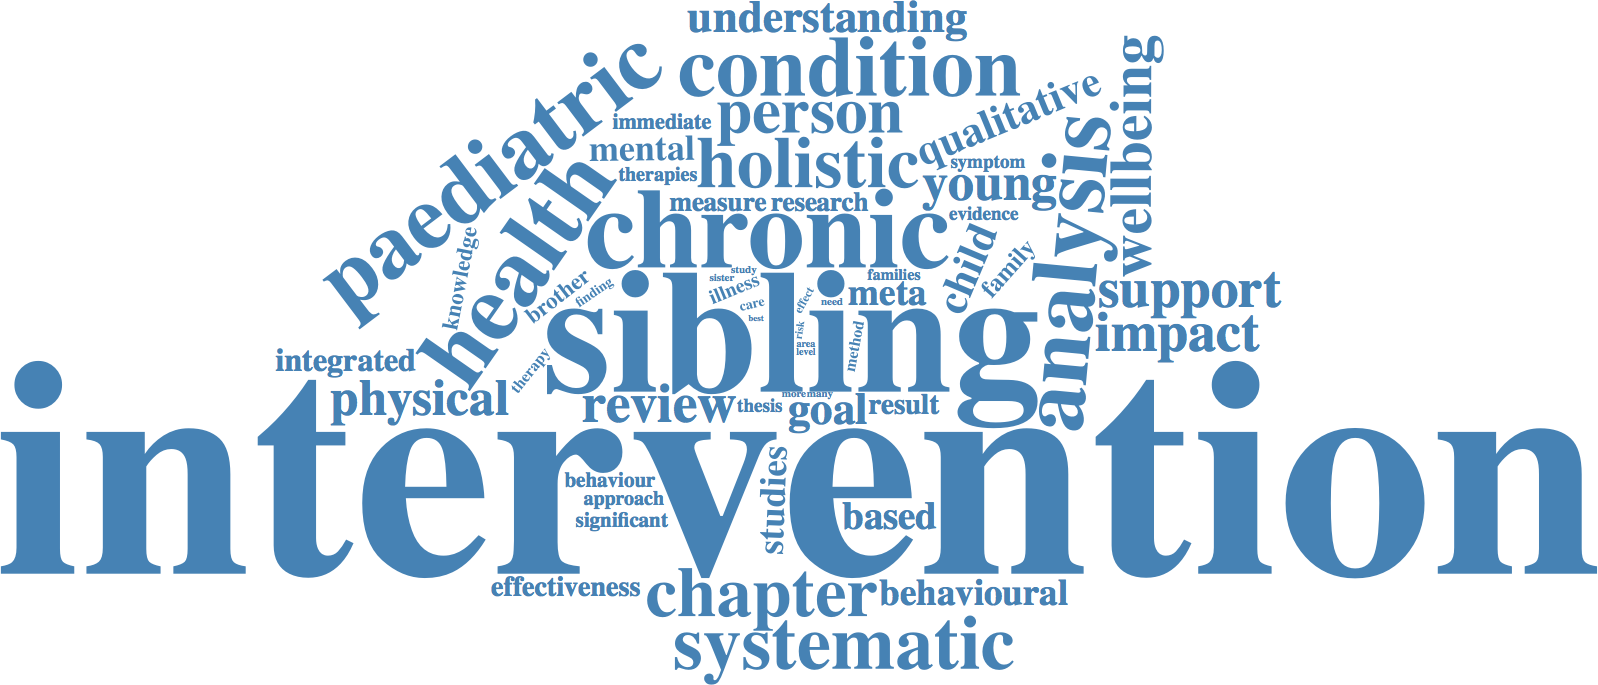 understanding
condition
paediatric
person
immediate
qualitative
wellbeing
mental
holistic
symptom
therapies
young
analysis
health
measure
research
evidence
chronic
knowledge
child
family
brother
finding
study
sister
illness
care
best
families
effect
need
meta
support
sibling
risk
area
level
method
impact
integrated
therapy
physical
review
thesis
more
many
goal
result
intervention
behaviour
approach
significant
studies
based
effectiveness
chapter
behavioural
systematic